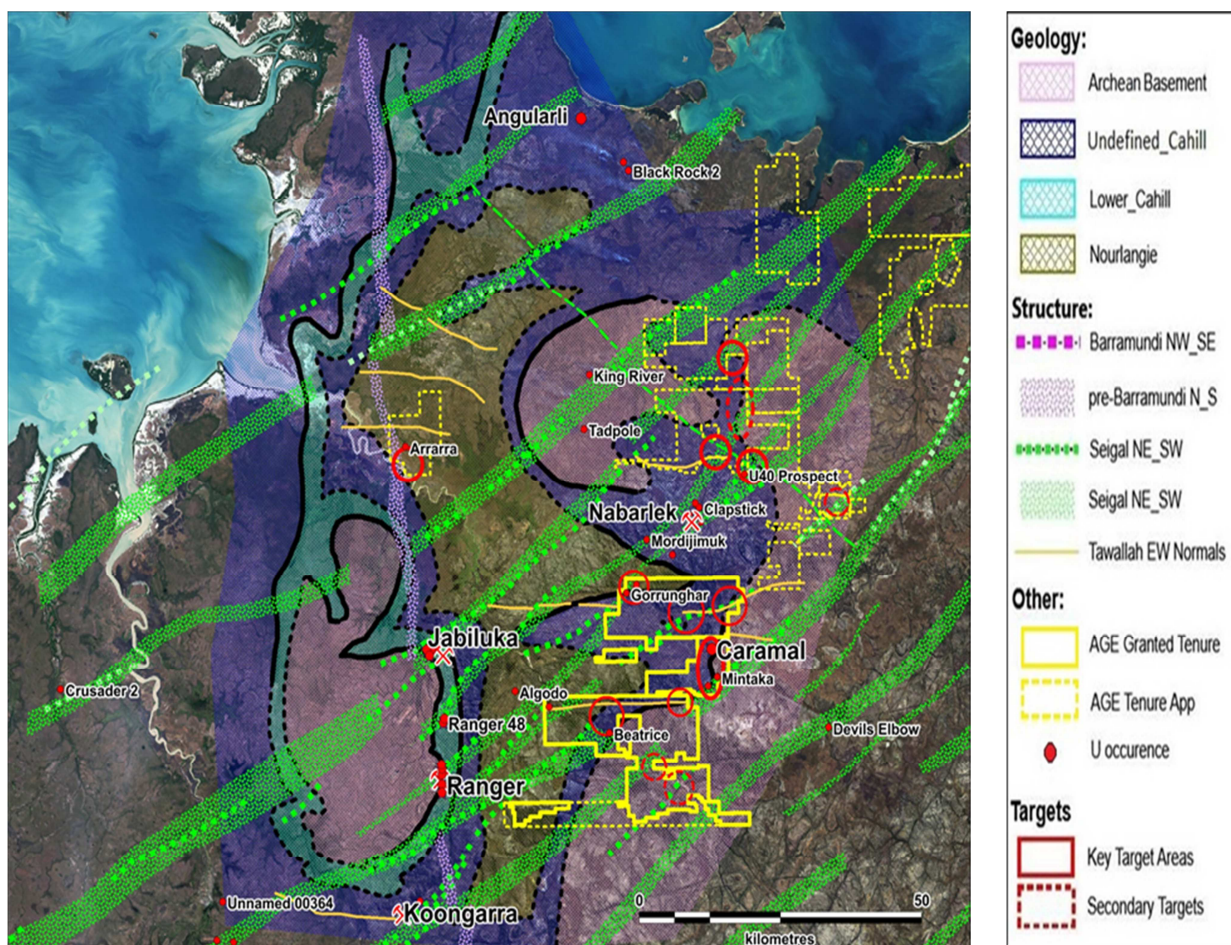 Angularli
Black Rock 2
King River
Tadpole
Arrarra
U40 Prospect
Clapstick
Nabarlek
Mordijimuk
Gorrunghar
Jabiluka
Caramal
Mintaka
Crusader 2
Algodo
Ranger 48
Beatrice
Devils Elbow
Ranger
Unnamed 00364
Koongarra
0
50
kilometres
Geology:
Archean Basement
Undefined_Cahill
Lower_Cahill
Nourlangie
Structure:
Barramundi NW_SE
pre-Barramundi N_S
Seigal NE_SW
Seigal NE_SW
Tawallah EW Normals
Other:
AGE Granted Tenure
AGE Tenure App
U occurence
Targets
Key Target Areas
Secondary Targets